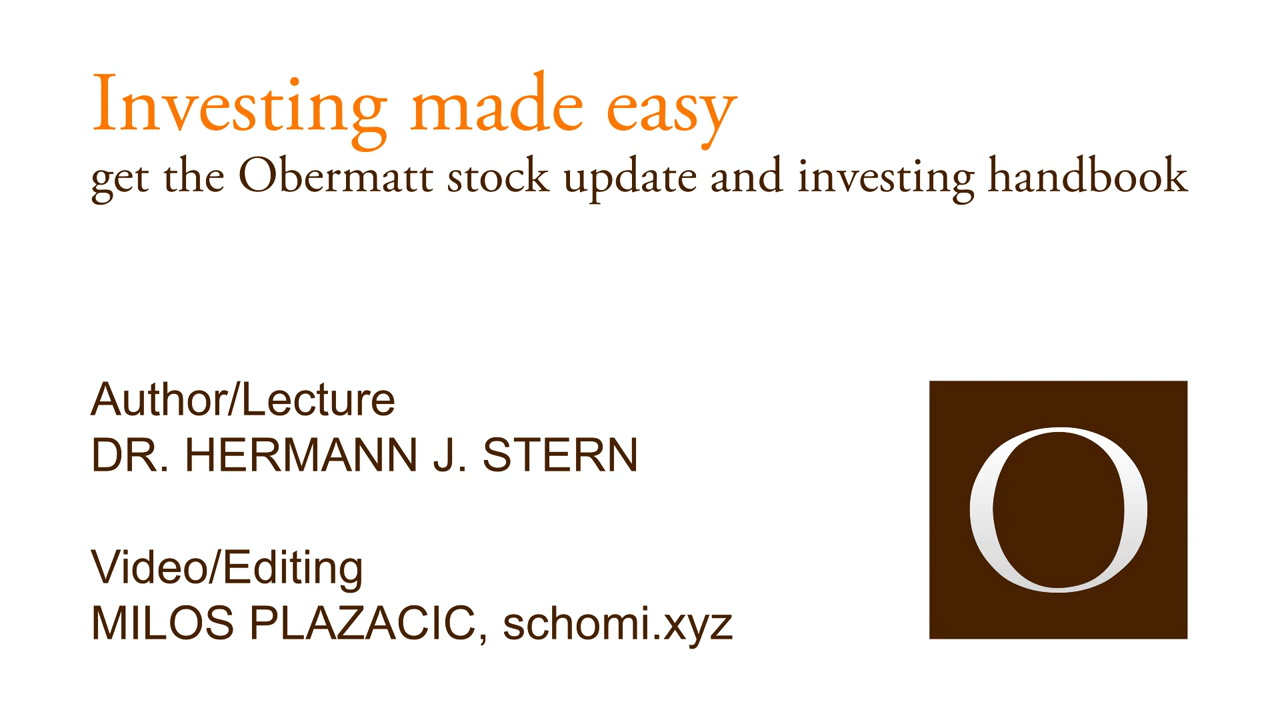 Investing made easy
get the Obermatt stock update and investing handbook
Author/Lecture
DR. HERMANN J. STERN
O
Video/Editing
MILOS PLAZACIC, schomi.xyz